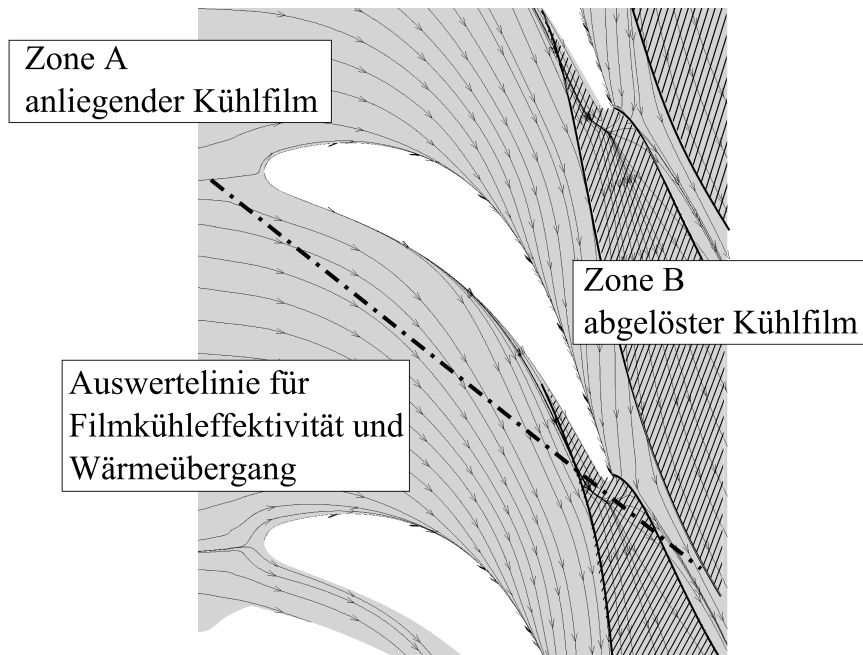 Zone A
anliegender Kühlfilm
Zone B
abgelöster Kühlfilm
Auswertelinie für
Filmkühleffektivität und
Wärmeübergang